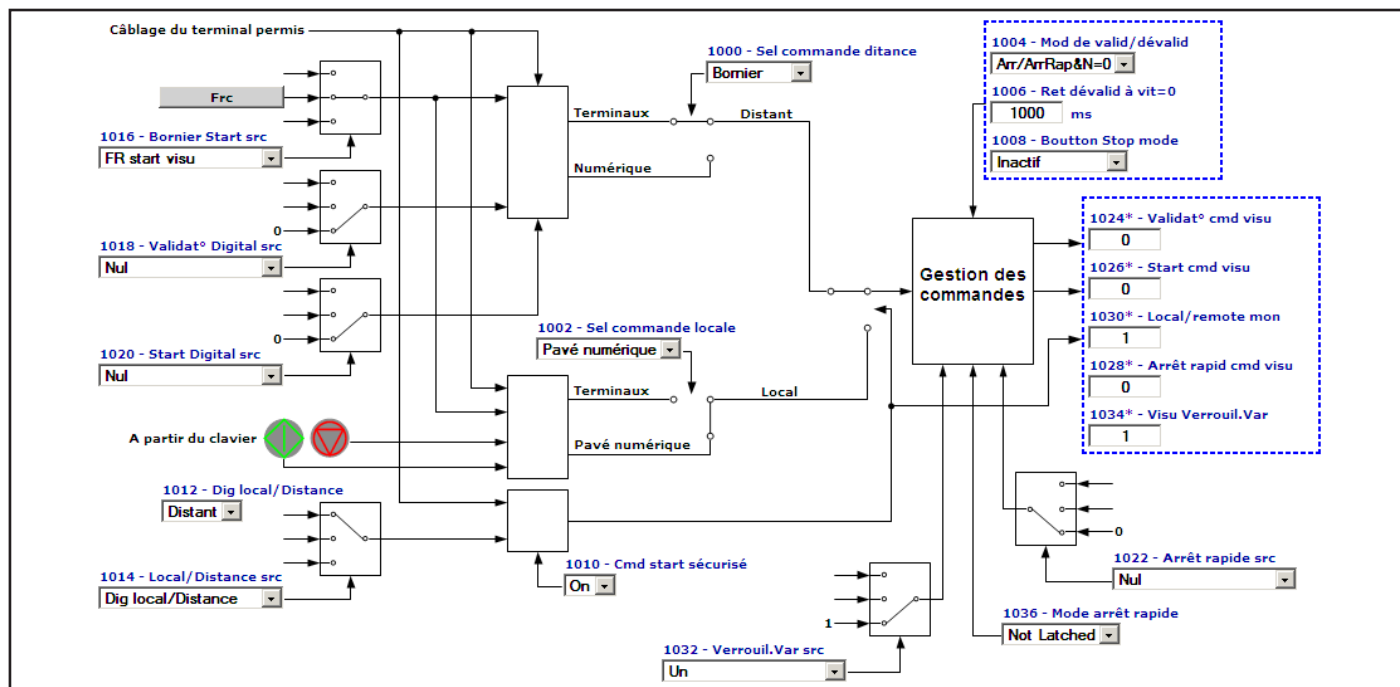 Câblage du terminal permis
Frc
1016 - Bornier Start src
FR start visu
0
1018 - Validat° Digital src
Nul
0
1020 - Start Digital src
Nul
A partir du clavier
1012 - Dig local/Distance
Distant
1014 - Local/Distance src
Dig local/Distance
Terminaux
Numérique
1000 - Sel commande ditance
Bornier
Distant
1002 - Sel commande locale
Pavé numérique
Terminaux
Local
Pavé numérique
1010 - Cmd start sécurisé
On
1
1032 - Verrouil.Var src
Un
Gestion des
commandes
1004 - Mod de valid/dévalid
Arr/ArrRap&N=0
1006 - Ret dévalid à vit=0
1000 ms
1008 - Boutton Stop mode
Inactif
1024* - Validat° cmd visu
0
1026* - Start cmd visu
0
1030* - Local/remote mon
1
1028* - Arrêt rapid cmd visu
0
1034* - Visu Verrouil.Var
1
0
1022 - Arrêt rapide src
Nul
1036 - Mode arrêt rapide
Not Latched